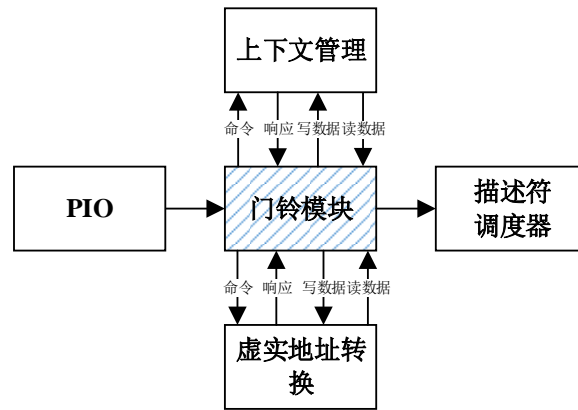 上下文管理
命令 响应 写数据 读数据
PIO
门铃模块
描述符
调度器
命令 响应 写数据 读数据
虚实地址转
换